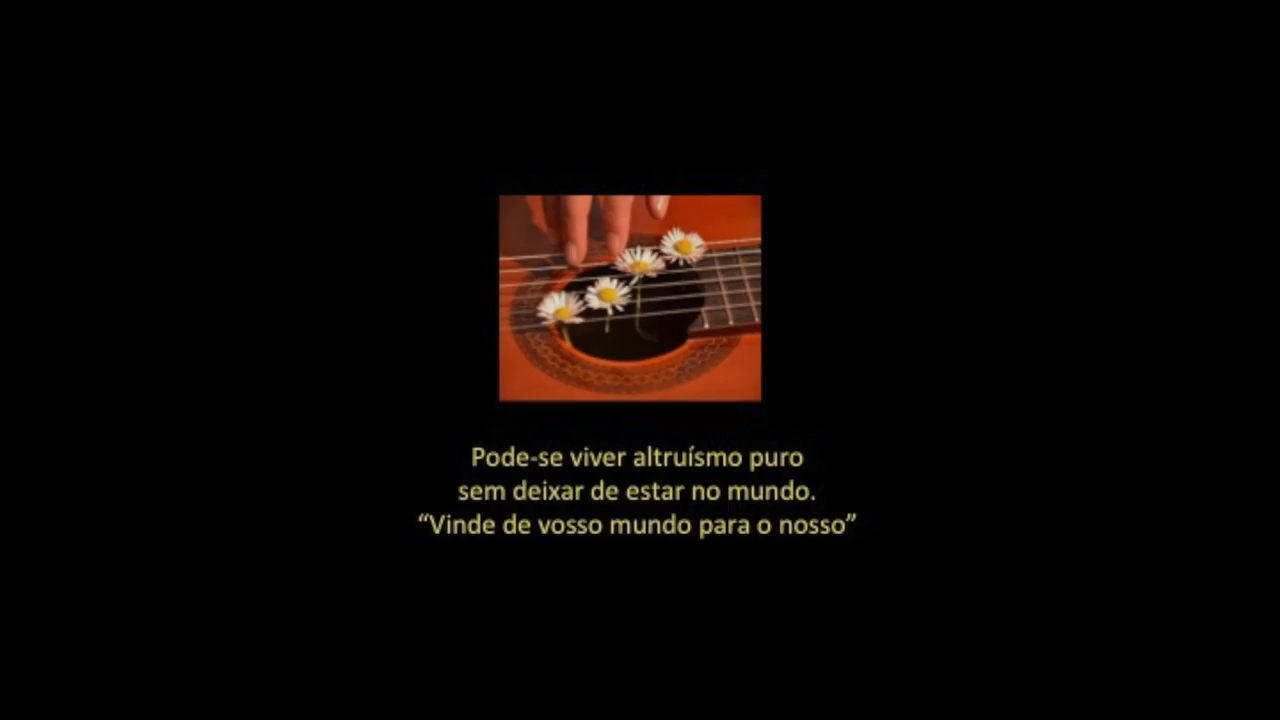 Pode-se viver altruísmo puro
sem deixar de estar no mundo.
“Vinde de vosso mundo para o nosso”